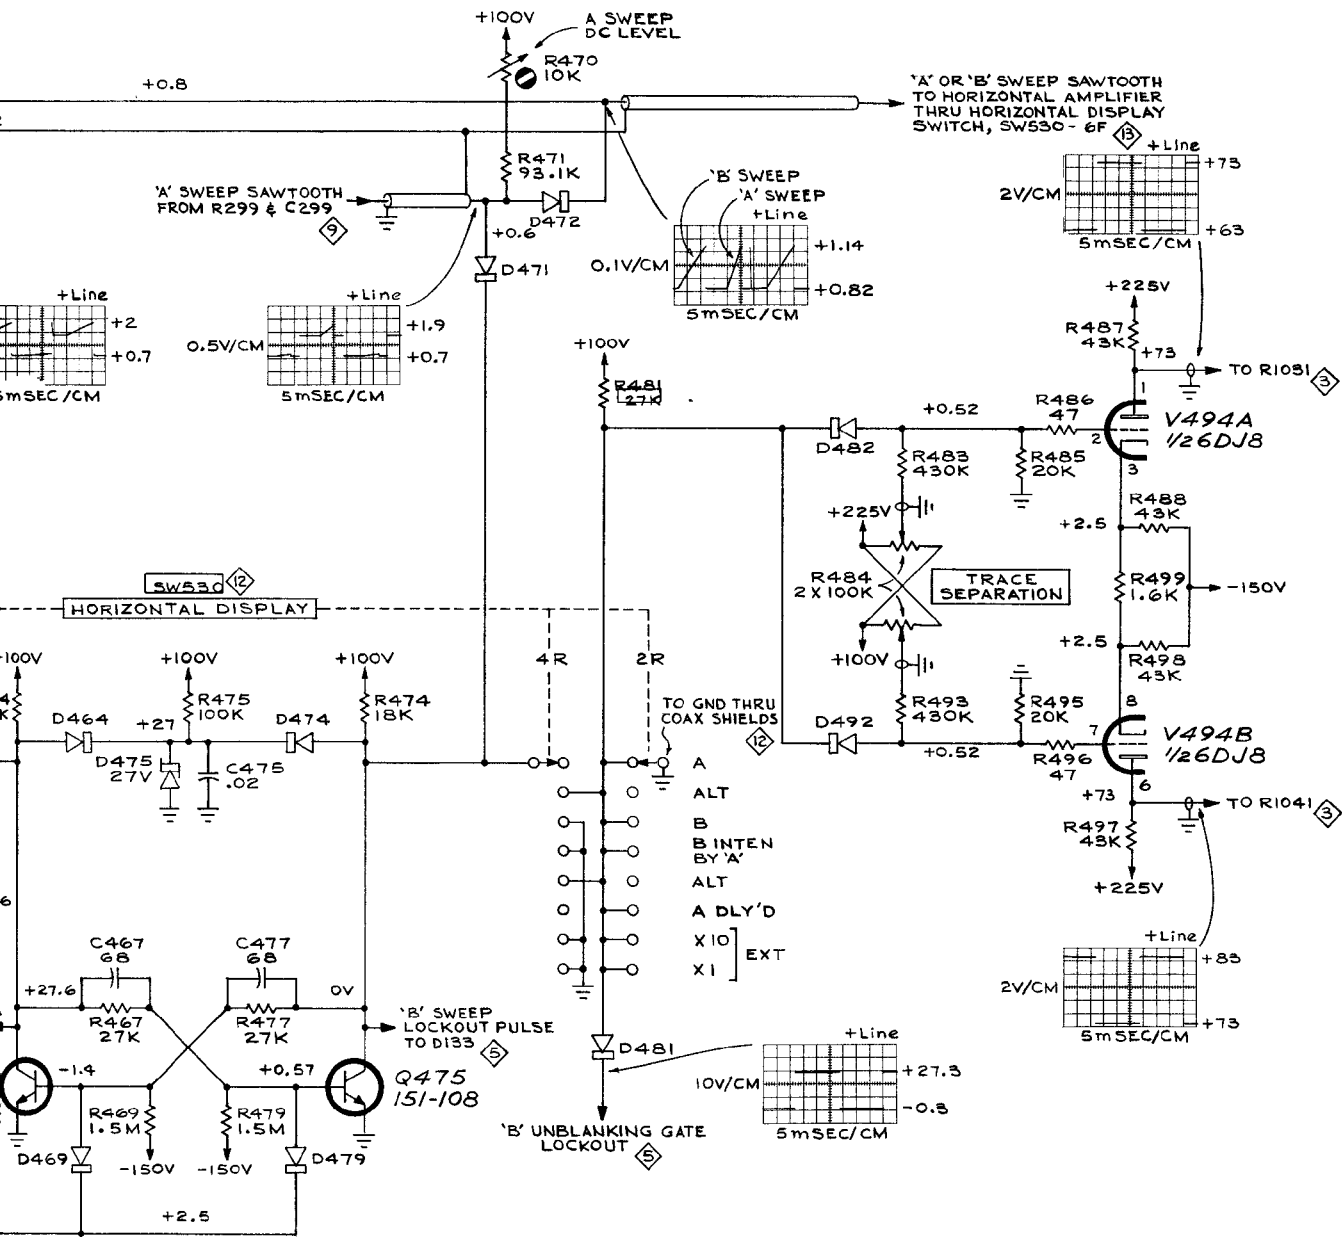 +100V
A SWEEP
DC LEVEL
R470
10K
+0.8
'A' OR 'B' SWEEP SAWTOOTH
TO HORIZONTAL AMPLIFIER
THRU HORIZONTAL DISPLAY
SWITCH, SW530-6F
13
R471
93.1K
'A' SWEEP SAWTOOTH
FROM R299 & C299
9
D472
+0.6
D471
'B' SWEEP
'A' SWEEP
+Line
0.1V/CM
+1.14
+0.82
5mSEC/CM
+Line
2V/CM
+73
+63
5mSEC/CM
+Line
+2
+0.7
5mSEC/CM
+Line
0.5V/CM
+1.9
+0.7
5mSEC/CM
+100V
R481
27K
+225V
R487
43K
+73
TO R1031
3
1
R486
47
+0.52
2
V494A
1/2 6DJ8
3
D482
R483
430K
R485
20K
R488
43K
+2.5
+225V
R484
2 X 100K
TRACE
SEPARATION
R499
1.6K
-150V
+2.5
R498
43K
+100V
SW530
12
HORIZONTAL DISPLAY
4R
2R
+100V
+100V
+100V
R475
100K
R474
18K
D464
+27
D474
D475
27V
C475
.02
TO GND THRU
COAX SHIELDS
12
D492
R493
430K
R495
20K
8
7
V494B
1/2 6DJ8
+0.52
R496
47
6
+73
TO R1041
3
R497
43K
+225V
A
ALT
B
B INTEN
BY 'A'
ALT
A DLY'D
X10
X1
EXT
C467
68
C477
68
+27.6
R467
27K
R477
27K
0V
'B' SWEEP
LOCKOUT PULSE
TO D133
5
-1.4
+0.57
Q475
151-108
R469
1.5M
R479
1.5M
D469
-150V
-150V
D479
+2.5
D481
'B' UNBLANKING GATE
LOCKOUT
5
+Line
10V/CM
+27.3
-0.3
5mSEC/CM
+Line
2V/CM
+83
+73
5mSEC/CM